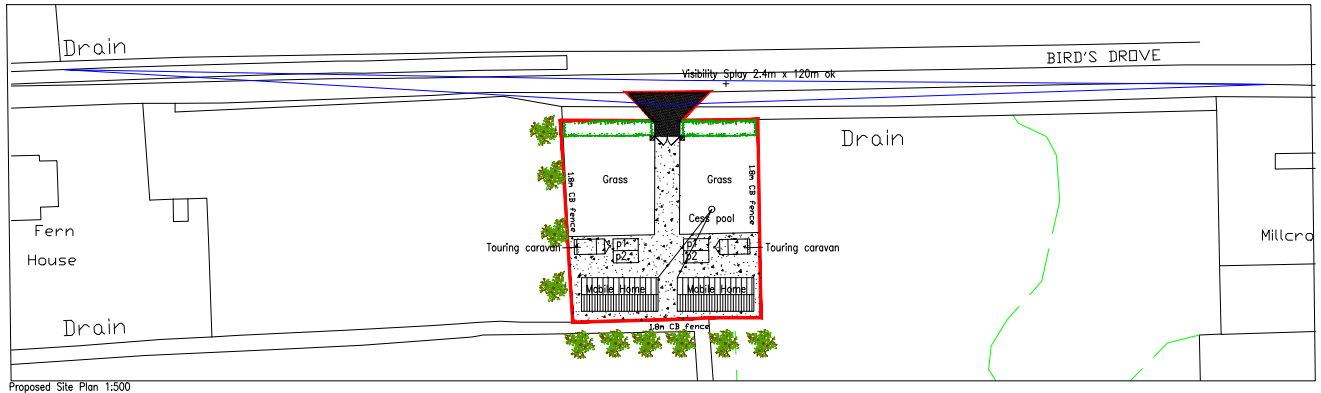 Drain
BIRD'S DROVE
Visibility Splay 2.4m x 120m ok
Drain
Grass
Grass
1.8m CB fence
1.8m CB fence
Cess pool
Fern
House
Millcro
Touring caravan
p1
p2
p1
p2
Touring caravan
Mobile Home
Mobile Home
Drain
1.8m CB fence
Proposed Site Plan 1:500